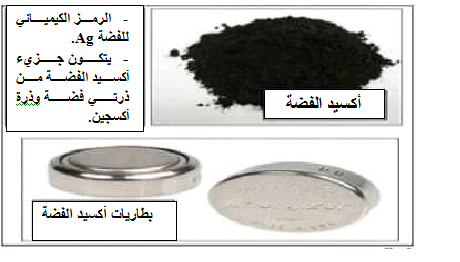 - الرمز الكيميائي
للفضة Ag.
- يتكون جزيء
أكسيد الفضة من
ذرتي فضة وذرة
أكسجين.
أكسيد الفضة
بطاريات أكسيد الفضة